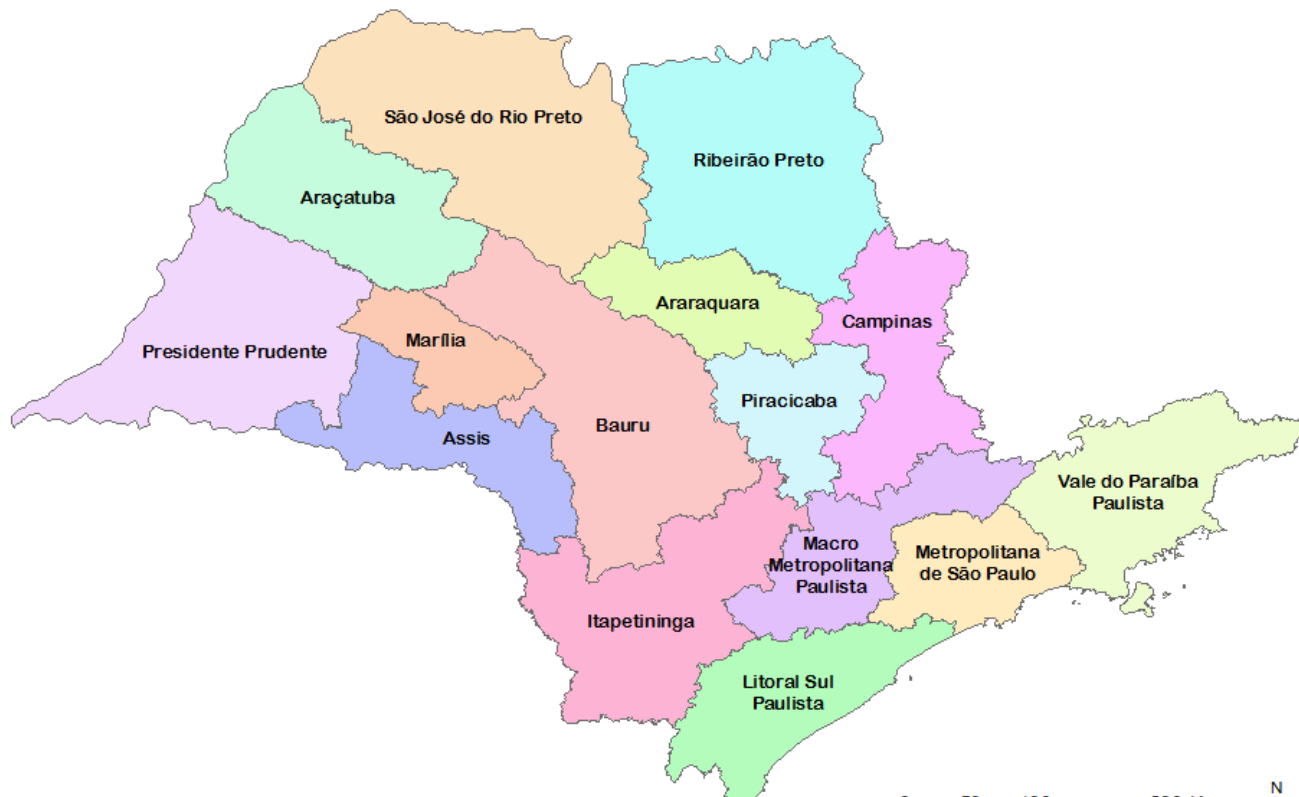 São José do Rio Preto
Ribeirão Preto
Araçatuba
Araraquara
Campinas
Marília
Presidente Prudente
Piracicaba
Bauru
Assis
Vale do Paraíba
Paulista
Macro
Metropolitana
Paulista
Metropolitana
de São Paulo
Itapetininga
Litoral Sul
Paulista
N